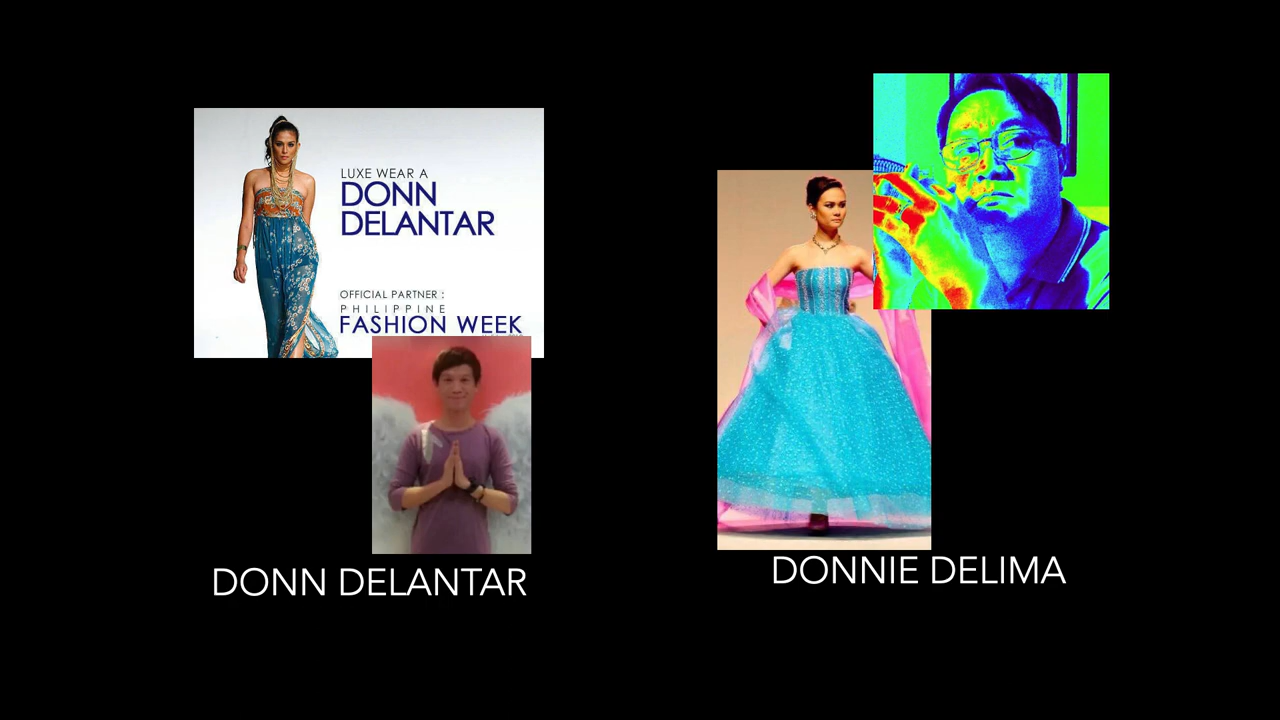 LUXE WEAR A
DONN
DELANTAR
OFFICIAL PARTNER :
PHILIPPINE
FASHION WEEK
DONN DELANTAR
DONNIE DELIMA